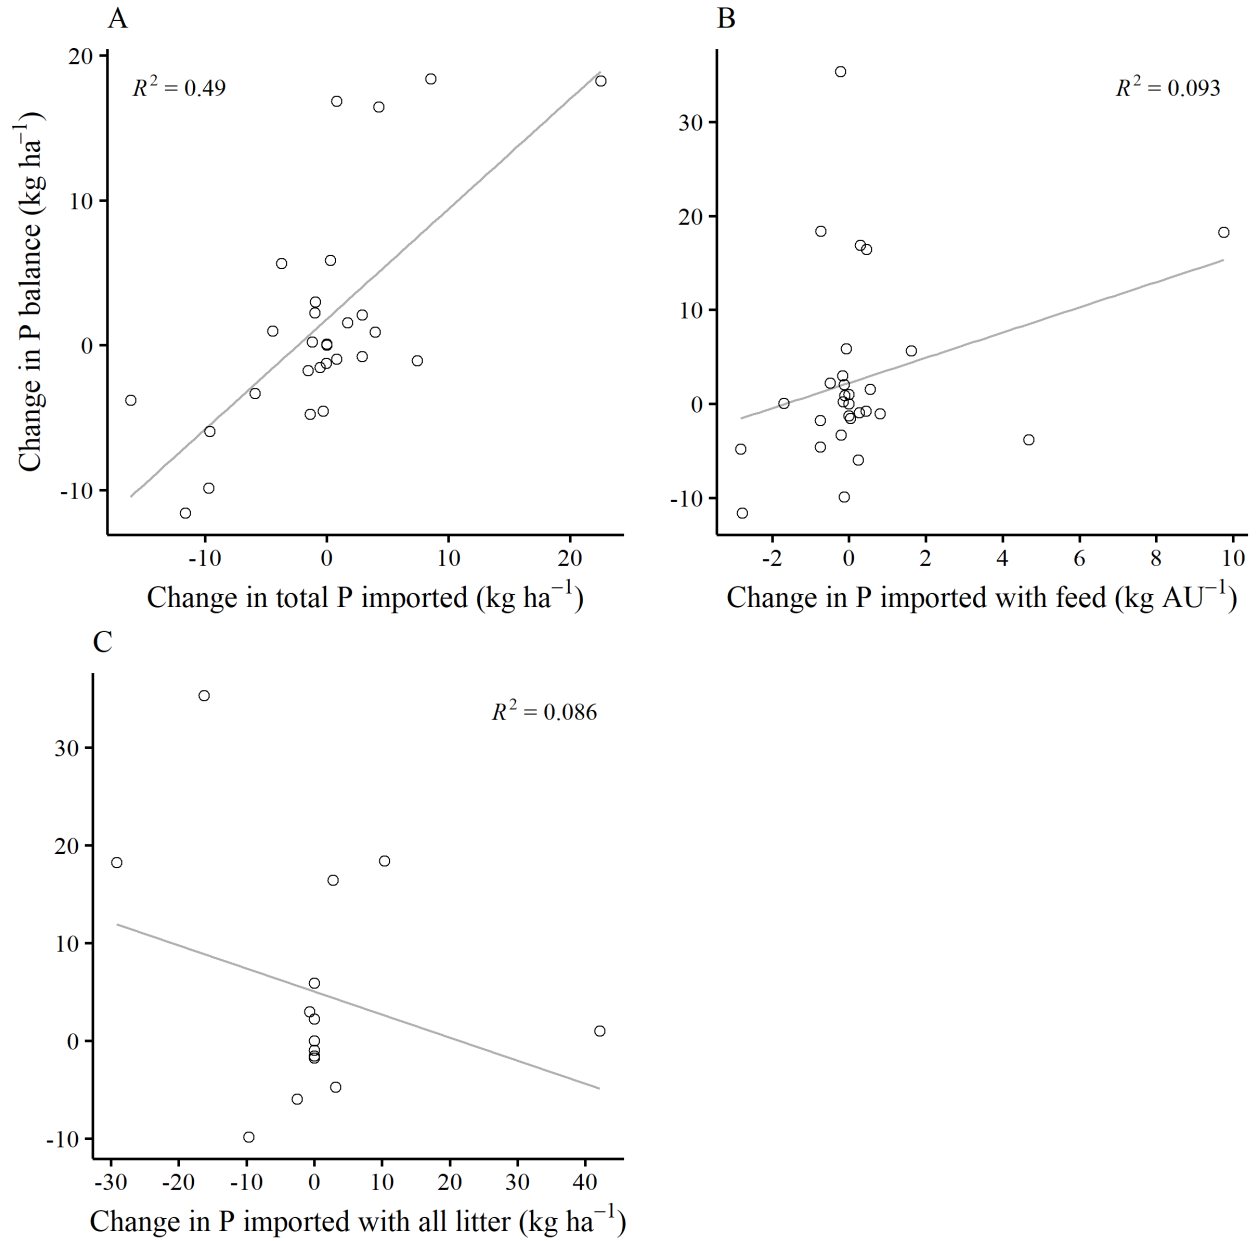 A
R² = 0.49
20
10
0
-10
-10 0 10 20
Change in P balance (kg ha⁻¹)
Change in total P imported (kg ha⁻¹)
B
R² = 0.093
30
20
10
0
-10
-2 0 2 4 6 8 10
Change in P imported with feed (kg AU⁻¹)
C
R² = 0.086
30
20
10
0
-10
-30 -20 -10 0 10 20 30 40
Change in P imported with all litter (kg ha⁻¹)